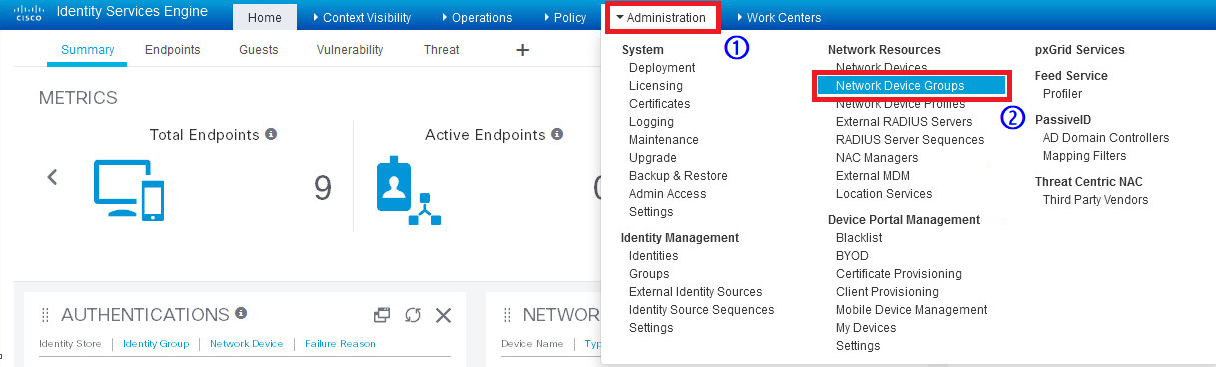 cisco
Identity Services Engine
Home
Context Visibility
Operations
Policy
Administration
Work Centers
Summary
Endpoints
Guests
Vulnerability
Threat
+
METRICS
Total Endpoints
9
Active Endpoints
1
System
Deployment
Licensing
Certificates
Logging
Maintenance
Upgrade
Backup & Restore
Admin Access
Settings
Identity Management
Identities
Groups
External Identity Sources
Identity Source Sequences
Settings
Network Resources
Network Devices
Network Device Groups
Network Device Profiles
External RADIUS Servers
RADIUS Server Sequences
NAC Managers
External MDM
Location Services
2
Device Portal Management
Blacklist
BYOD
Certificate Provisioning
Client Provisioning
Mobile Device Management
My Devices
Settings
pxGrid Services
Feed Service
Profiler
PassiveID
AD Domain Controllers
Mapping Filters
Threat Centric NAC
Third Party Vendors
AUTHENTICATIONS
Identity Store | Identity Group | Network Device | Failure Reason
NETWOR
Device Name | Typ